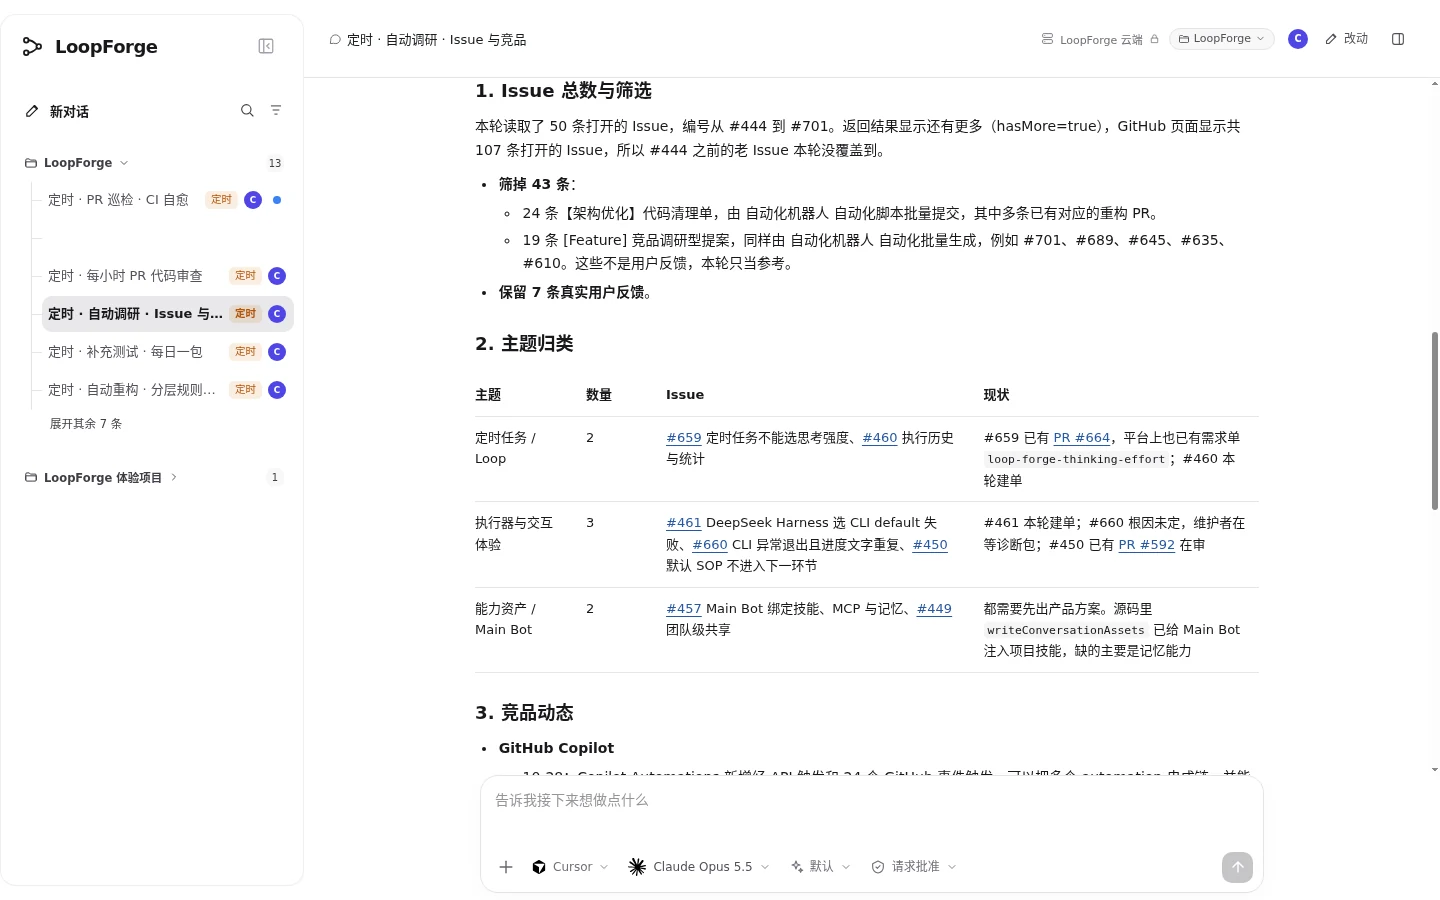 LoopForge
定时 · 自动调研 · Issue 与竞品
LoopForge 云端
LoopForge
C
改动
新对话
LoopForge
13
定时 · PR 巡检 · CI 自愈
定时
C
定时 · 每小时 PR 代码审查
定时
C
定时 · 自动调研 · Issue 与...
定时
C
定时 · 补充测试 · 每日一包
定时
C
定时 · 自动重构 · 分层规则...
定时
C
展开其余 7 条
LoopForge 体验项目
1
1. Issue 总数与筛选
本轮读取了 50 条打开的 Issue，编号从 #444 到 #701。返回结果显示还有更多（hasMore=true），GitHub 页面显示共
107 条打开的 Issue，所以 #444 之前的老 Issue 本轮没覆盖到。
• 筛掉 43 条：
◦ 24 条【架构优化】代码清理单，由 自动化机器人 自动化脚本批量提交，其中多条已有对应的重构 PR。
◦ 19 条 [Feature] 竞品调研型提案，同样由 自动化机器人 自动化批量生成，例如 #701、#689、#645、#635、
#610。这些不是用户反馈，本轮只当参考。
• 保留 7 条真实用户反馈。
2. 主题归类
主题 数量 Issue 现状
定时任务 /
Loop
2
#659 定时任务不能选思考强度、#460 执行历史
与统计
#659 已有 PR #664，平台上也已有需求单
loop-forge-thinking-effort；#460 本
轮建单
执行器与交互
体验
3
#461 DeepSeek Harness 选 CLI default 失
败、#660 CLI 异常退出且进度文字重复、#450
默认 SOP 不进入下一环节
#461 本轮建单；#660 根因未定，维护者在
等诊断包；#450 已有 PR #592 在审
能力资产 /
Main Bot
2
#457 Main Bot 绑定技能、MCP 与记忆、#449
团队级共享
都需要先出产品方案。源码里
writeConversationAssets 已给 Main Bot
注入项目技能，缺的主要是记忆能力
3. 竞品动态
• GitHub Copilot
告诉我接下来想做点什么
Cursor
Claude Opus 5.5
默认
请求批准